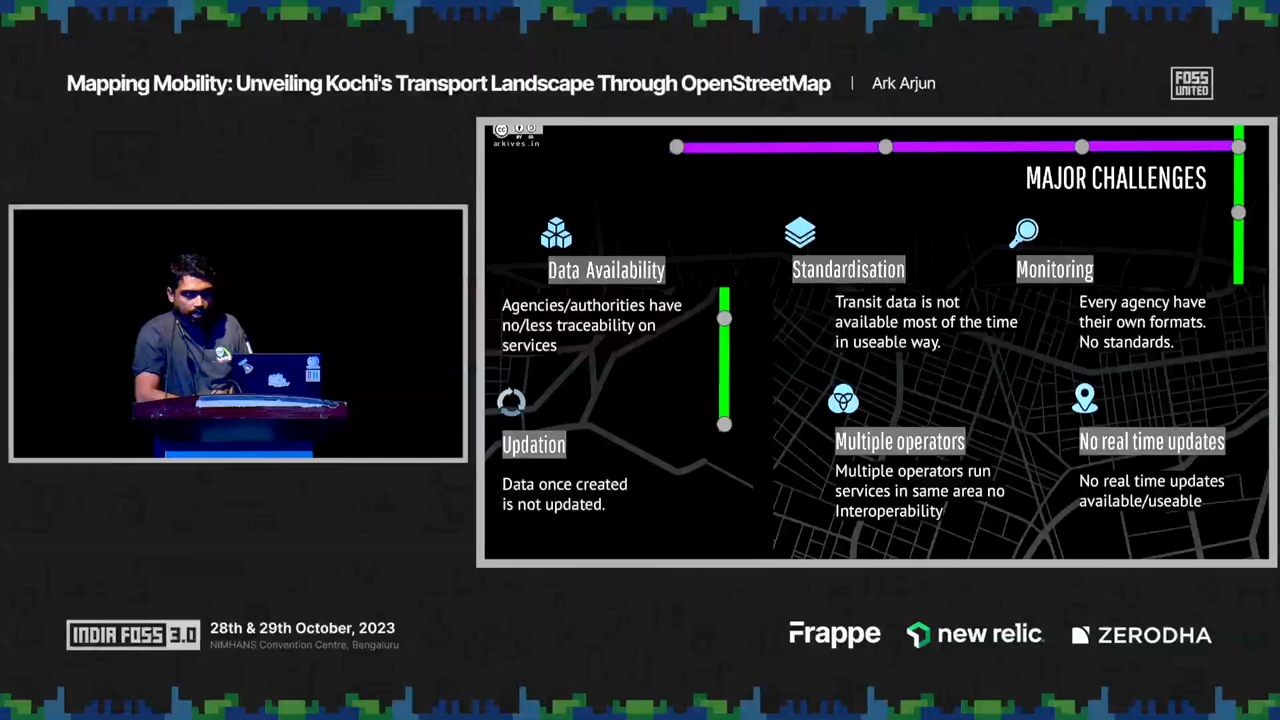 Mapping Mobility: Unveiling Kochi's Transport Landscape Through OpenStreetMap | Ark Arjun
FOSS
UNITED
arkives.in
MAJOR CHALLENGES
Data Availability
Agencies/authorities have
no/less traceability on
services
Standardisation
Transit data is not
available most of the time
in useable way.
Monitoring
Every agency have
their own formats.
No standards.
Updation
Data once created
is not updated.
Multiple operators
Multiple operators run
services in same area no
Interoperability
No real time updates
No real time updates
available/useable
INDIA FOSS 3.0
28th & 29th October, 2023
NIMHANS Convention Centre, Bengaluru
Frappe
new relic
ZERODHA